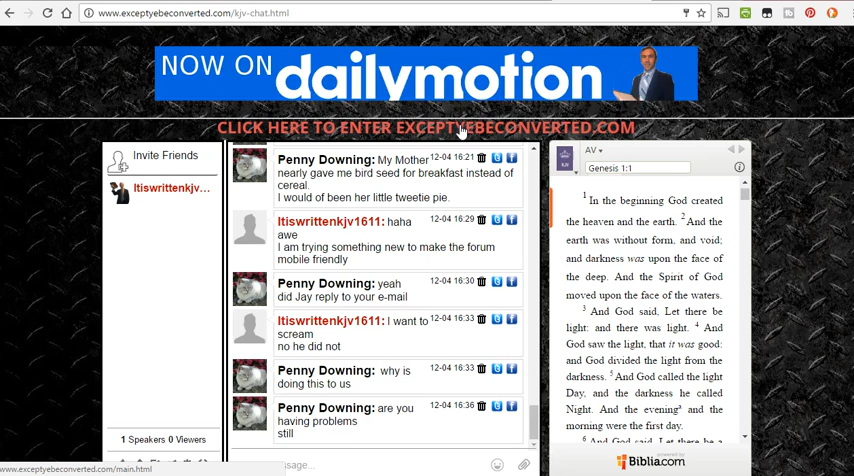 www.exceptyebeconverted.com/kjv-chat.html
NOW ON dailymotion
CLICK HERE TO ENTER EXCEPTYEBECONVERTED.COM
Invite Friends
Itiswrittenkjv...
1 Speakers 0 Viewers
Penny Downing: My Mother 12-04 16:21
nearly gave me bird seed for breakfast instead of
cereal.
I would of been her little tweetie pie.
Itiswrittenkjv1611: haha 12-04 16:29
awe
I am trying something new to make the forum
mobile friendly
Penny Downing: yeah 12-04 16:30
did Jay reply to your e-mail
Itiswrittenkjv1611: I want to 12-04 16:33
scream
no he did not
Penny Downing: why is 12-04 16:33
doing this to us
Penny Downing: are you 12-04 16:36
having problems
still
AV
Genesis 1:1
1 In the beginning God created
the heaven and the earth. 2 And the
earth was without form, and void;
and darkness was upon the face of
the deep. And the Spirit of God
moved upon the face of the waters.
3 And God said, Let there be
light: and there was light. 4 And
God saw the light, that it was good:
and God divided the light from the
darkness. 5 And God called the light
Day, and the darkness he called
Night. And the evening a and the
morning were the first day.
6 And God said, Let there be a
powered by
Biblia.com
www.exceptyebeconverted.com/main.html